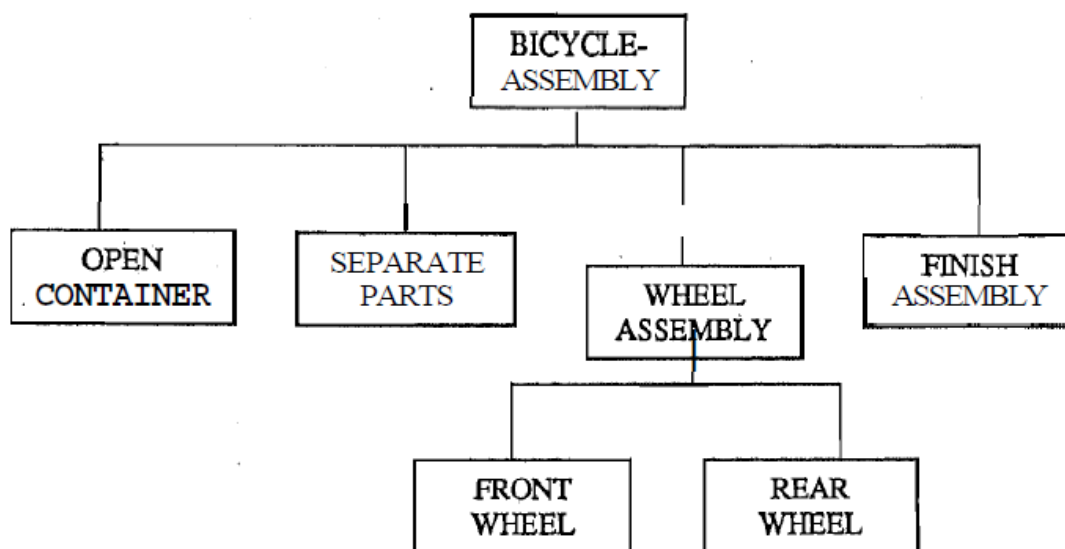 BICYCLE-
ASSEMBLY
OPEN
CONTAINER
SEPARATE
PARTS
WHEEL
ASSEMBLY
FINISH
ASSEMBLY
FRONT
WHEEL
REAR
WHEEL